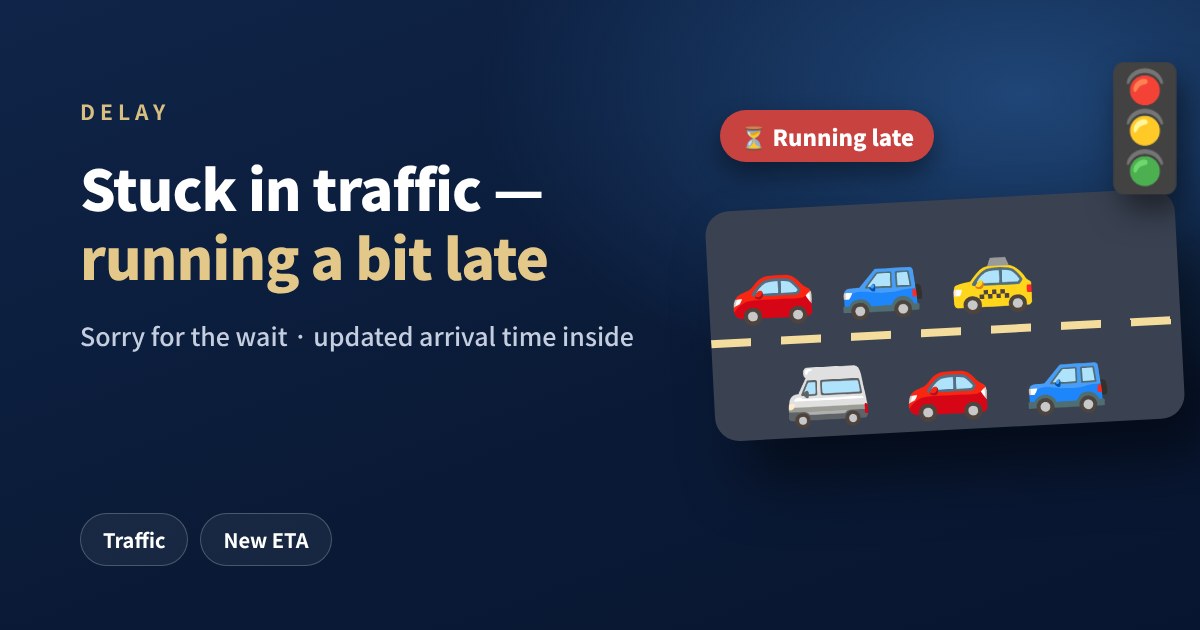 DELAY
Stuck in traffic —
running a bit late
Sorry for the wait · updated arrival time inside
Traffic
New ETA
⏳ Running late